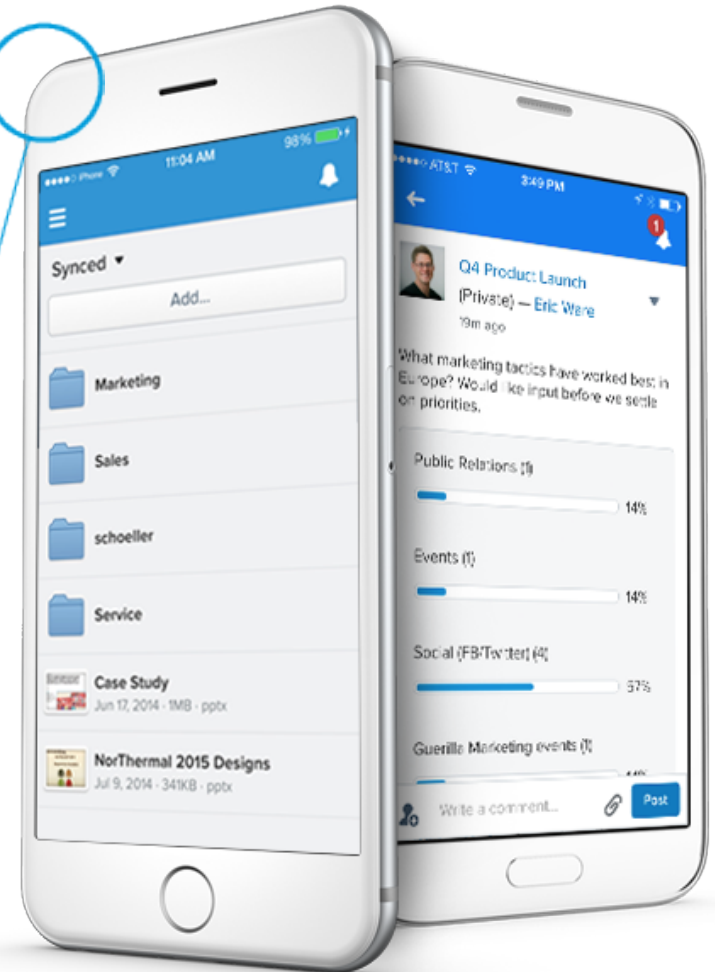 iPhone
11:04 AM
98%
Synced
Add...
Marketing
Sales
schoeller
Service
Case Study
Jun 17, 2014 - 1MB - pptx
NorThermal 2015 Designs
Jul 9, 2014 - 341KB - pptx
AT&T
3:49 PM
1
Q4 Product Launch
(Private) — Eric Ware
19m ago
What marketing tactics have worked best in
Europe? Would like input before we settle
on priorities.
Public Relations (1)
14%
Events (1)
14%
Social (FB/Twitter) (4)
57%
Guerilla Marketing events (1)
Write a comment...
Post